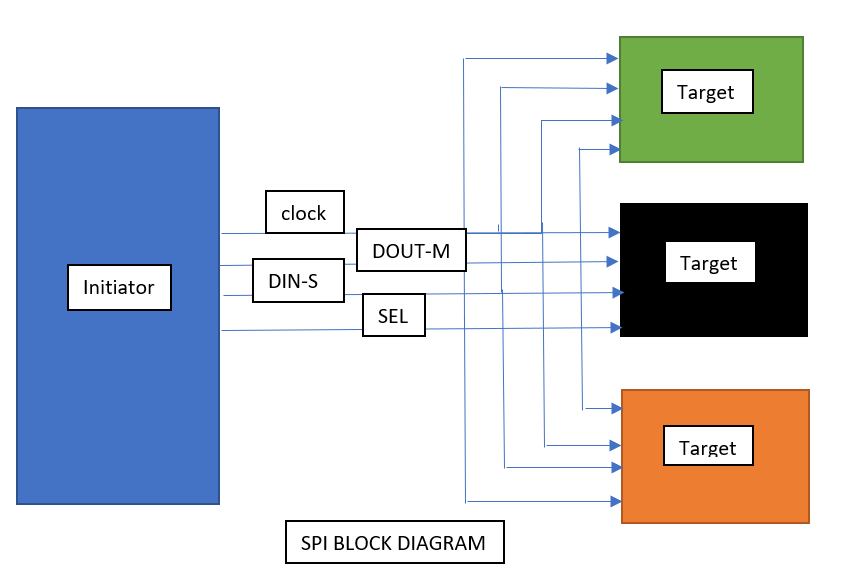 Target
clock
DOUT-M
Initiator
DIN-S
Target
SEL
Target
SPI BLOCK DIAGRAM